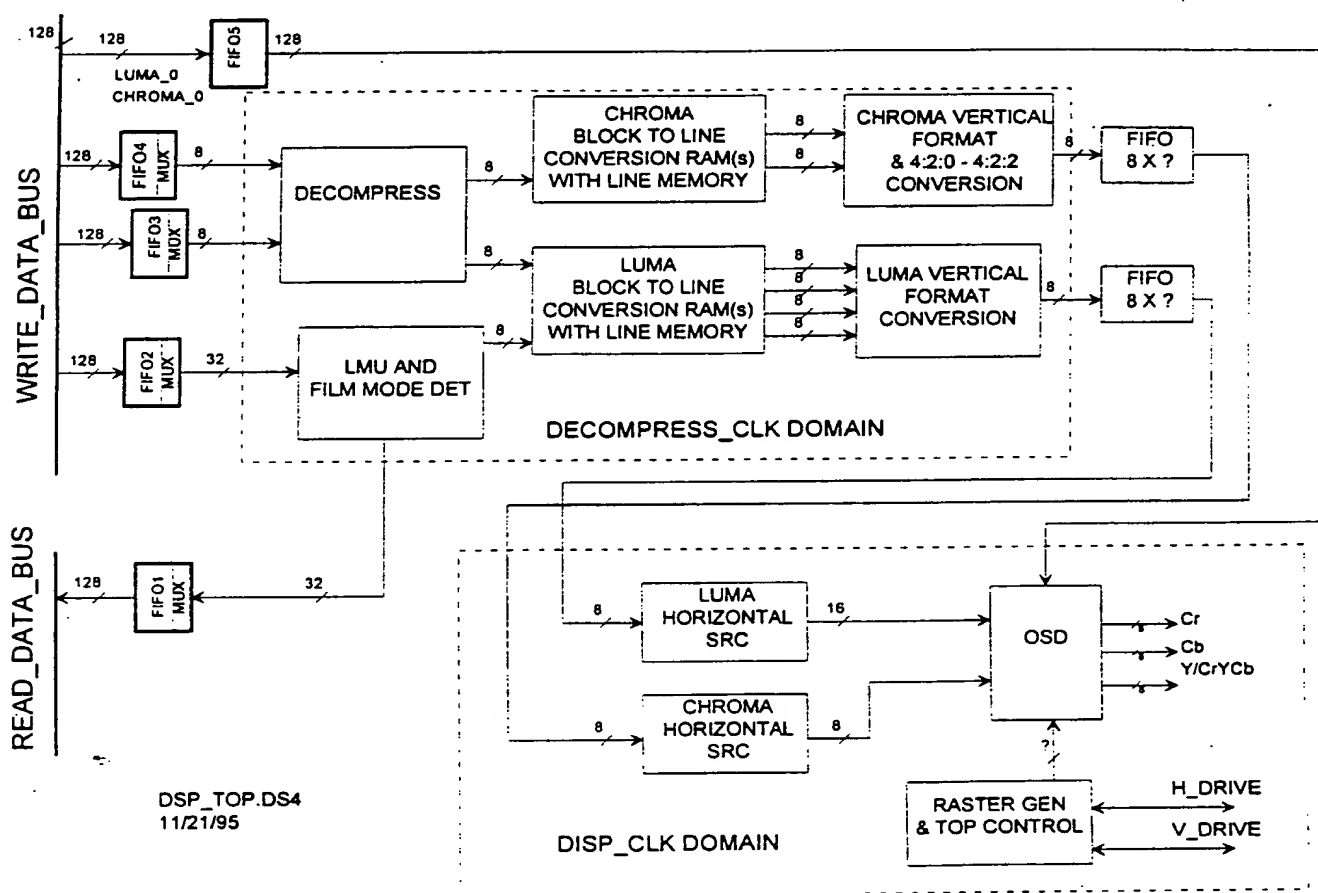 128
128
FIFO5
128
LUMA_0
CHROMA_0
WRITE_DATA_BUS
128
FIFO4
MUX
8
128
FIFO3
MUX
8
DECOMPRESS
8
8
CHROMA
BLOCK TO LINE
CONVERSION RAM(s)
WITH LINE MEMORY
8
8
CHROMA VERTICAL
FORMAT
& 4:2:0 - 4:2:2
CONVERSION
8
FIFO
8 X ?
LUMA
BLOCK TO LINE
CONVERSION RAM(s)
WITH LINE MEMORY
8
8
8
8
LUMA VERTICAL
FORMAT
CONVERSION
8
FIFO
8 X ?
128
FIFO2
MUX
32
LMU AND
FILM MODE DET
8
DECOMPRESS_CLK DOMAIN
READ_DATA_BUS
128
FIFO1
MUX
32
8
LUMA
HORIZONTAL
SRC
16
OSD
Cr
Cb
Y/CrYCb
8
CHROMA
HORIZONTAL
SRC
8
?
RASTER GEN
& TOP CONTROL
H_DRIVE
V_DRIVE
DSP_TOP.DS4
11/21/95
DISP_CLK DOMAIN